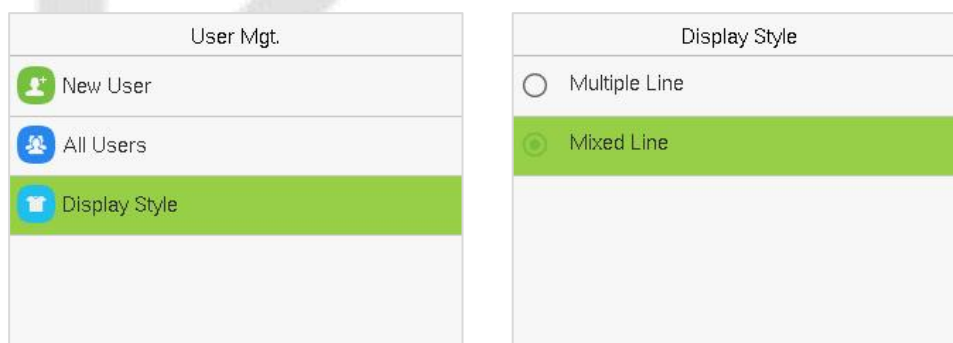 User Mgt.
New User
All Users
Display Style
Display Style
Multiple Line
Mixed Line